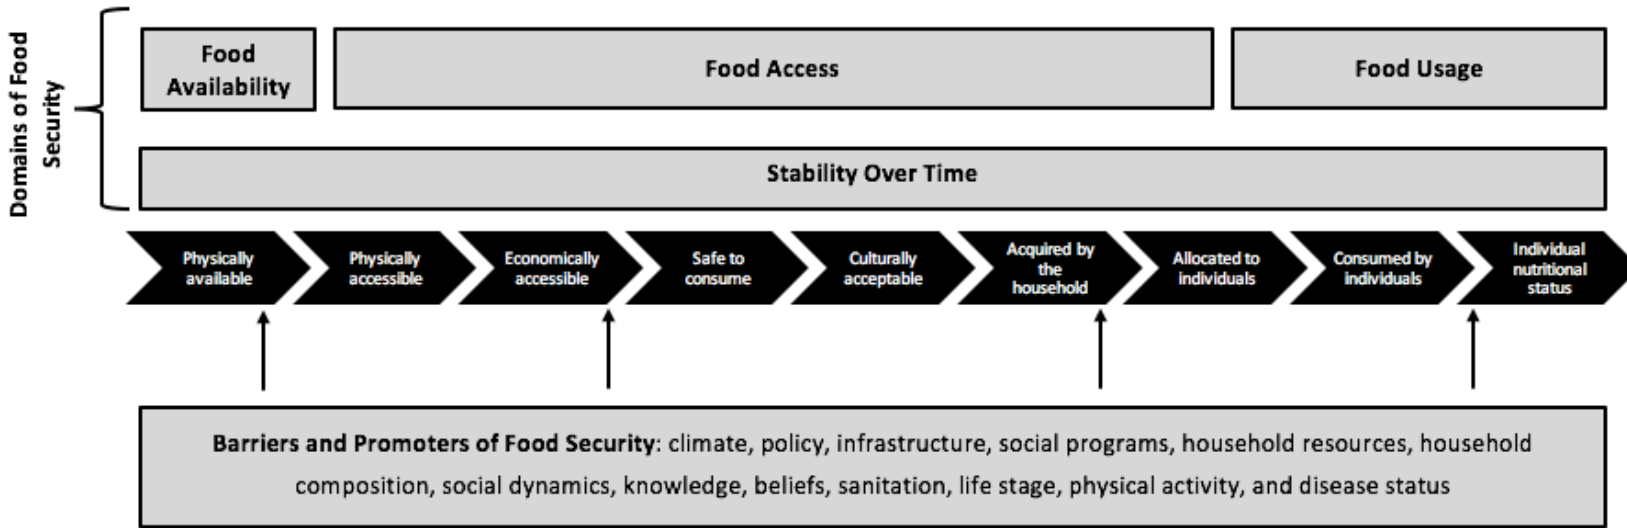 Domains of Food
Security
Food
Availability
Food Access
Food Usage
Stability Over Time
Physically
available
Physically
accessible
Economically
accessible
Safe to
consume
Culturally
acceptable
Acquired by
the
household
Allocated to
individuals
Consumed by
individuals
Individual
nutritional
status
Barriers and Promoters of Food Security: climate, policy, infrastructure, social programs, household resources, household
composition, social dynamics, knowledge, beliefs, sanitation, life stage, physical activity, and disease status